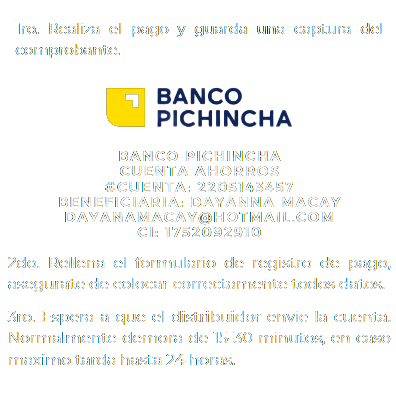 1ro. Realiza el pago y guarda una captura del
comprobante.
BANCO
PICHINCHA
BANCO PICHINCHA
CUENTA AHORROS
#CUENTA: 2205143457
BENEFICIARIA: DAYANNA MACAY
DAYANAMACAY@HOTMAIL.COM
CI: 1752092910
2do. Rellena el formulario de registro de pago,
asegurate de colocar correctamente todos datos.
3ro. Espera a que el distribuidor envie la cuenta.
Normalmente demora de 15-30 minutos, en caso
maximo tarda hasta 24 horas.